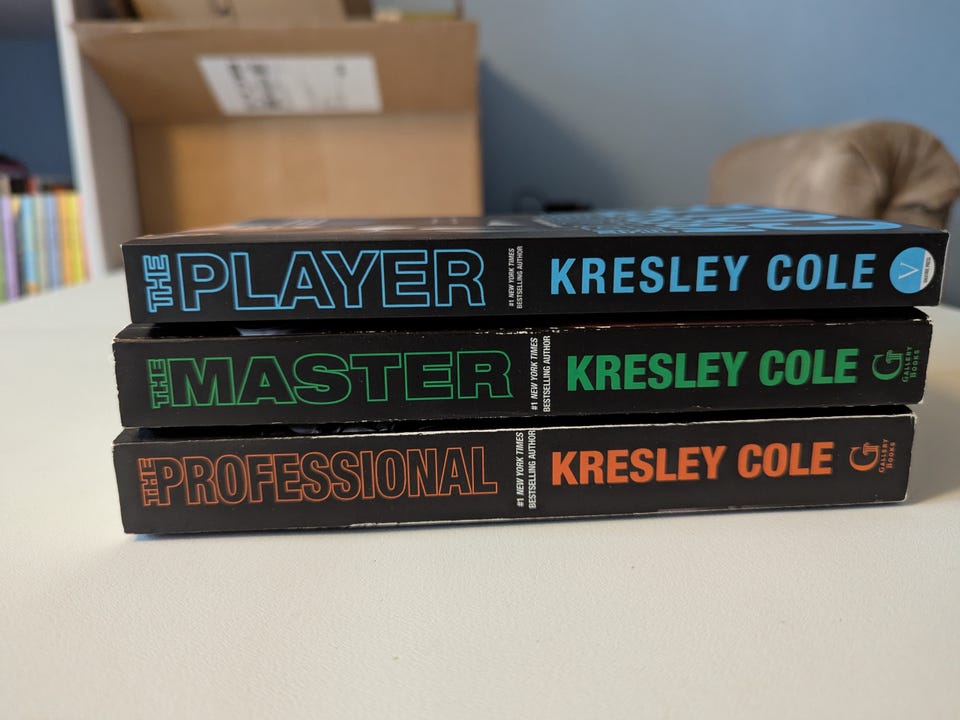 THE PLAYER
#1 NEW YORK TIMES
BESTSELLING AUTHOR
KRESLEY COLE
V
THE MASTER
#1 NEW YORK TIMES
BESTSELLING AUTHOR
KRESLEY COLE
G
GALLERY
BOOKS
THE PROFESSIONAL
#1 NEW YORK TIMES
BESTSELLING AUTHOR
KRESLEY COLE
G
GALLERY
BOOKS